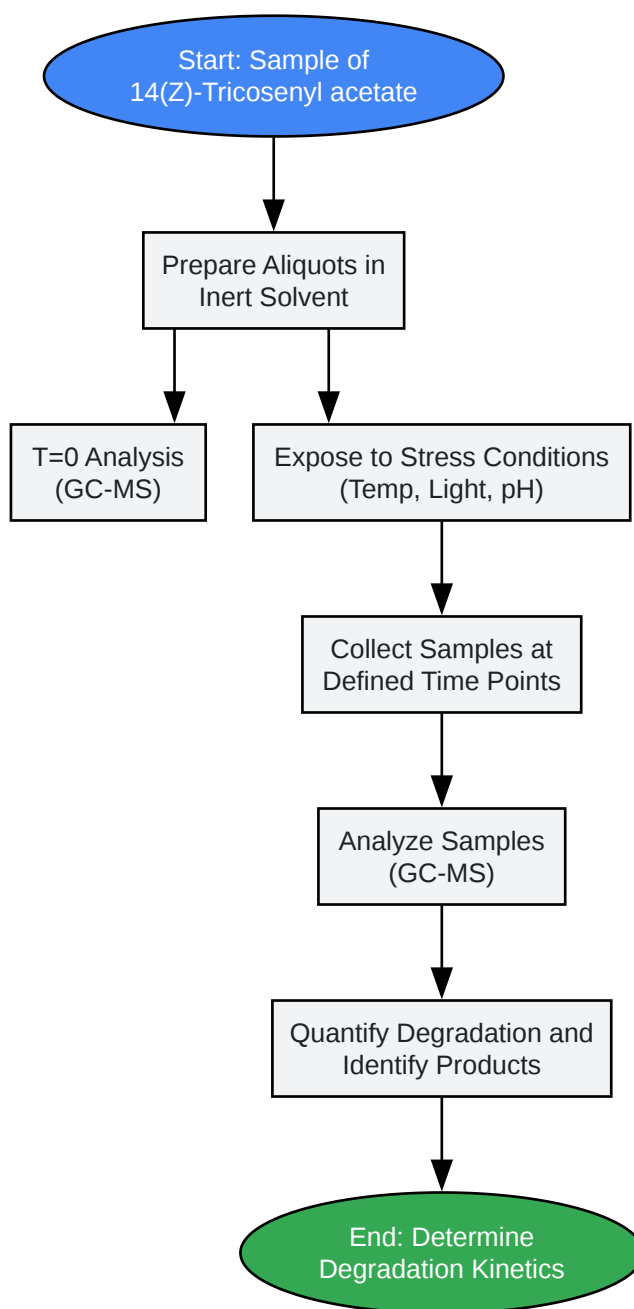 Start: Sample of
14(Z)-Tricosenyl acetate
Prepare Aliquots in
Inert Solvent
T=0 Analysis
(GC-MS)
Expose to Stress Conditions
(Temp, Light, pH)
Collect Samples at
Defined Time Points
Analyze Samples
(GC-MS)
Quantify Degradation and
Identify Products
End: Determine
Degradation Kinetics